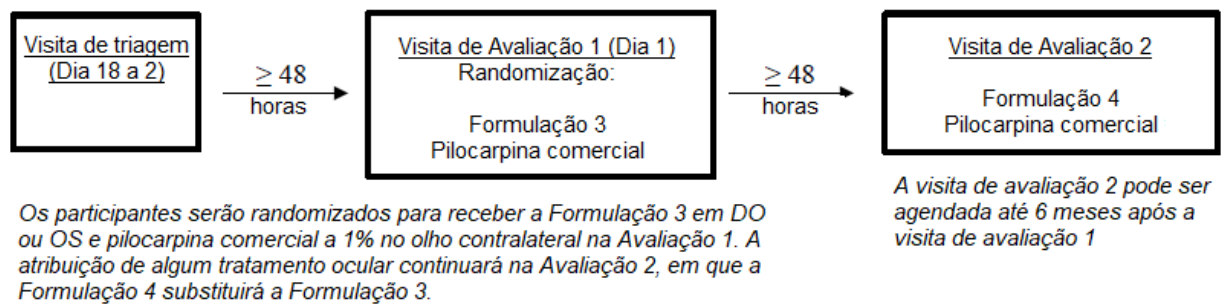 Visita de triagem
(Dia 18 a 2)
≥ 48
horas
Visita de Avaliação 1 (Dia 1)
Randomização:
Formulação 3
Pilocarpina comercial
≥ 48
horas
Visita de Avaliação 2
Formulação 4
Pilocarpina comercial
Os participantes serão randomizados para receber a Formulação 3 em DO
ou OS e pilocarpina comercial a 1% no olho contralateral na Avaliação 1. A
atribuição de algum tratamento ocular continuará na Avaliação 2, em que a
Formulação 4 substituirá a Formulação 3.
A visita de avaliação 2 pode ser
agendada até 6 meses após a
visita de avaliação 1